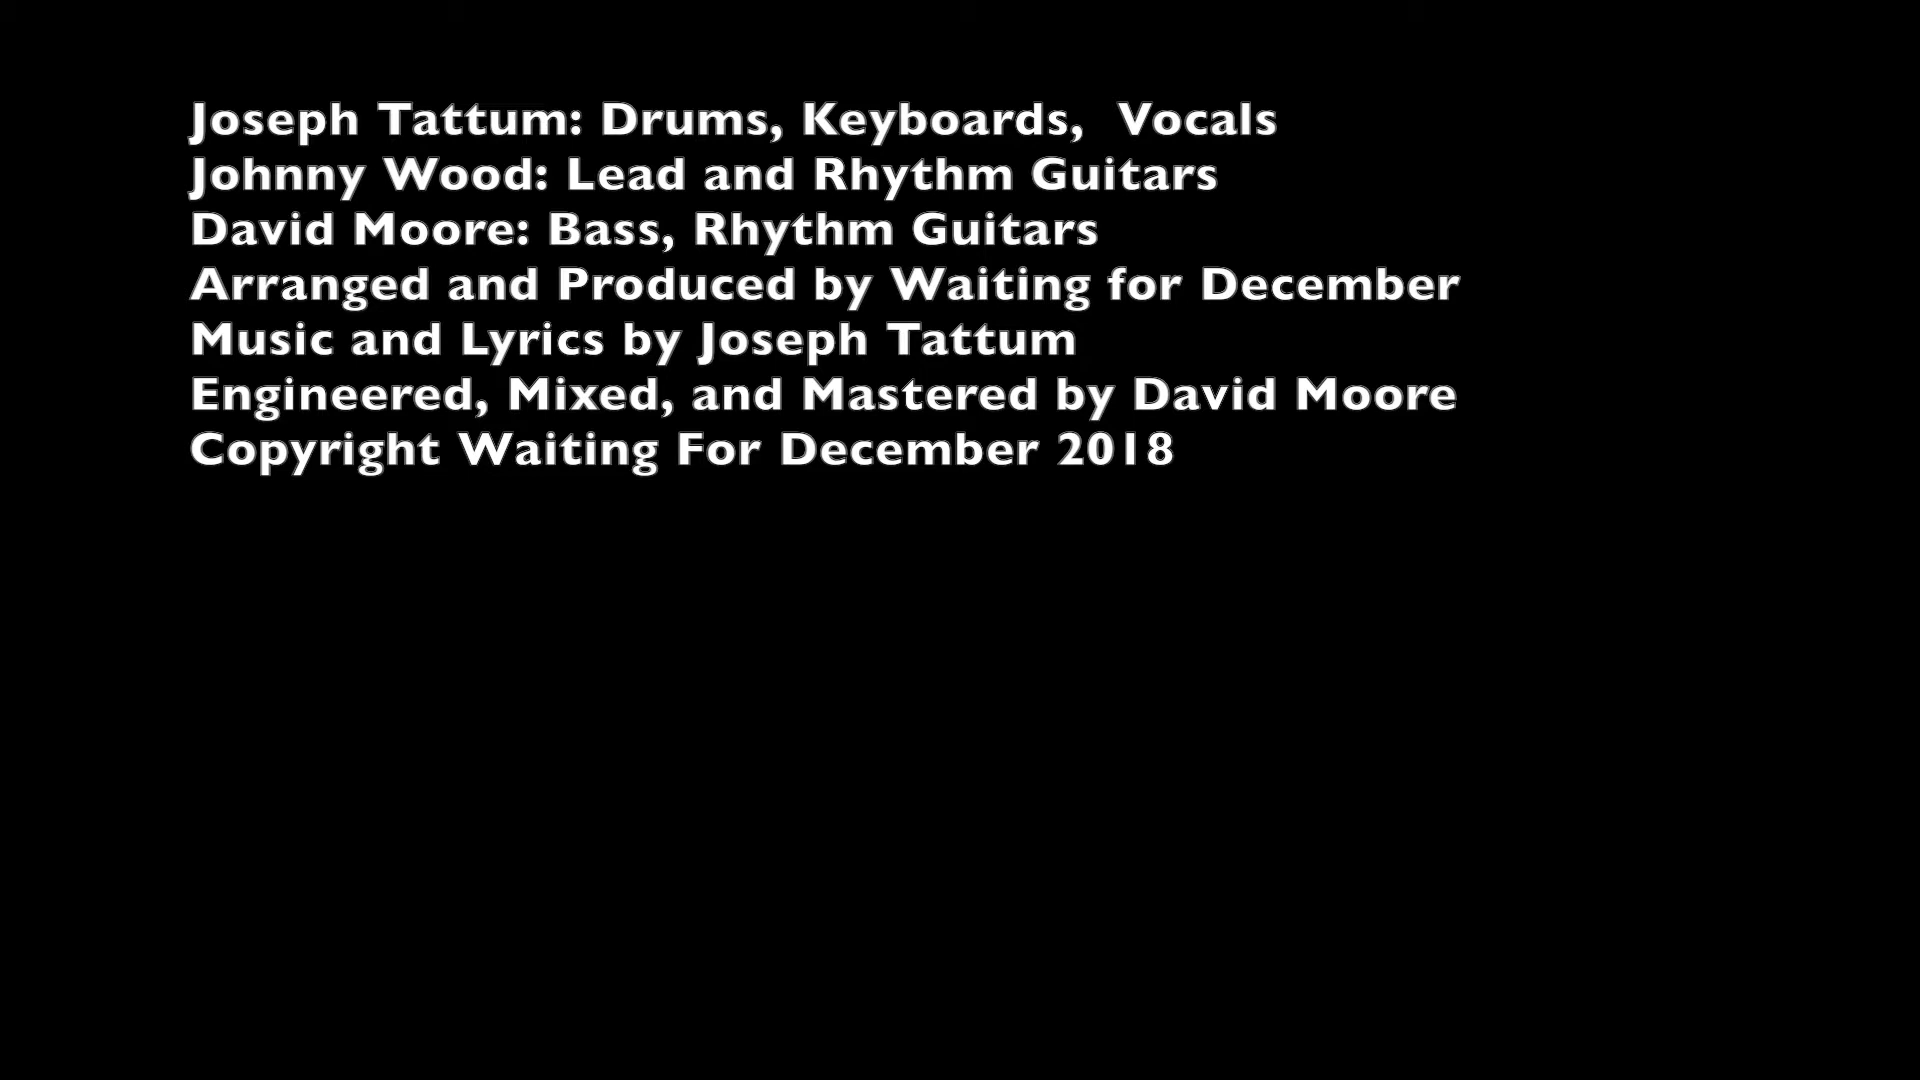 Joseph Tattum: Drums, Keyboards,  Vocals
Johnny Wood: Lead and Rhythm Guitars
David Moore: Bass, Rhythm Guitars
Arranged and Produced by Waiting for December
Music and Lyrics by Joseph Tattum
Engineered, Mixed, and Mastered by David Moore
Copyright Waiting For December 2018